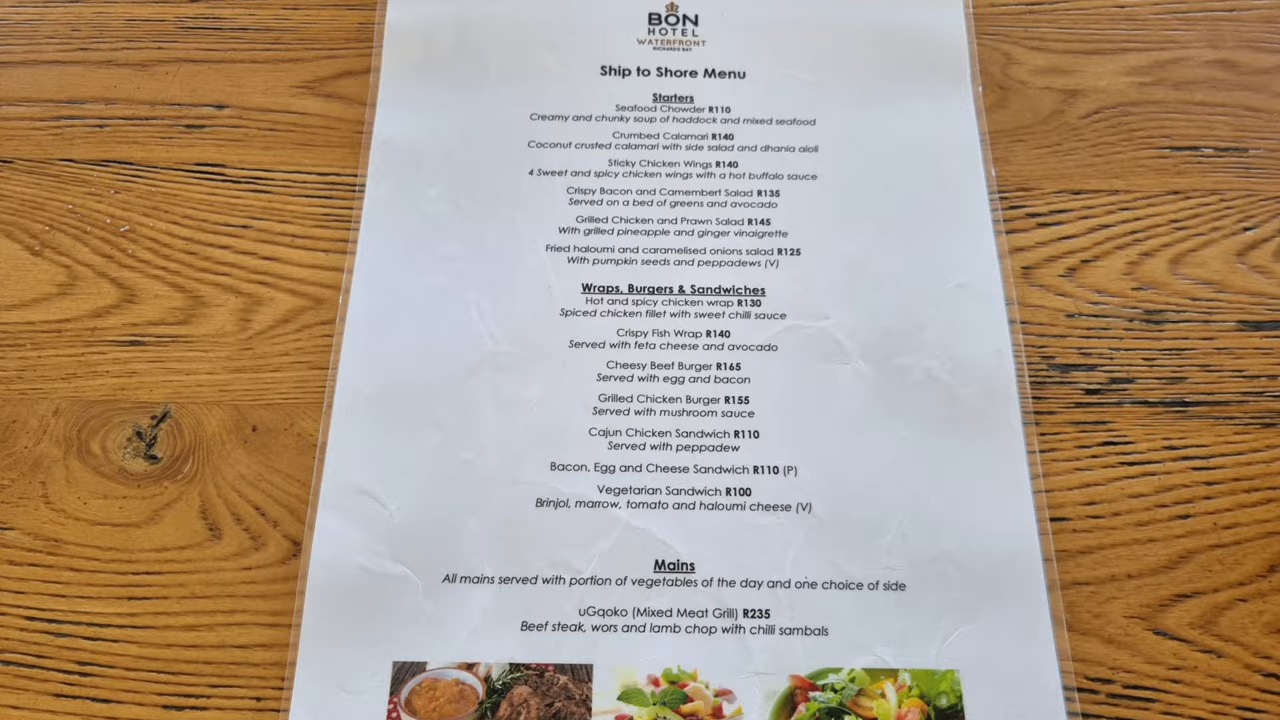 BON
HOTEL
WATERFRONT
RICHARD'S BAY
Ship to Shore Menu
Starters
Seafood Chowder R110
Creamy and chunky soup of haddock and mixed seafood
Crumbed Calamari R140
Coconut crusted calamari with side salad and dhania aioli
Sticky Chicken Wings R140
4 Sweet and spicy chicken wings with a hot buffalo sauce
Crispy Bacon and Camembert Salad R135
Served on a bed of greens and avocado
Grilled Chicken and Prawn Salad R145
With grilled pineapple and ginger vinaigrette
Fried haloumi and caramelised onions salad R125
With pumpkin seeds and peppadews (V)
Wraps, Burgers & Sandwiches
Hot and spicy chicken wrap R130
Spiced chicken fillet with sweet chilli sauce
Crispy Fish Wrap R140
Served with feta cheese and avocado
Cheesy Beef Burger R165
Served with egg and bacon
Grilled Chicken Burger R155
Served with mushroom sauce
Cajun Chicken Sandwich R110
Served with peppadew
Bacon, Egg and Cheese Sandwich R110 (P)
Vegetarian Sandwich R100
Brinjol, marrow, tomato and haloumi cheese (V)
Mains
All mains served with portion of vegetables of the day and one choice of side
uGqoko (Mixed Meat Grill) R235
Beef steak, wors and lamb chop with chilli sambals